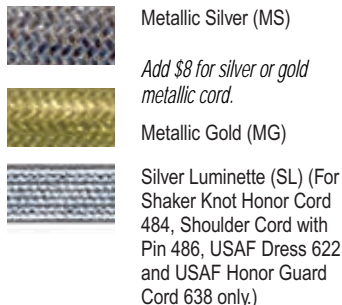 Metallic Silver (MS)
Add $8 for silver or gold
metallic cord.
Metallic Gold (MG)
Silver Luminette (SL) (For
Shaker Knot Honor Cord
484, Shoulder Cord with
Pin 486, USAF Dress 622
and USAF Honor Guard
Cord 638 only.)